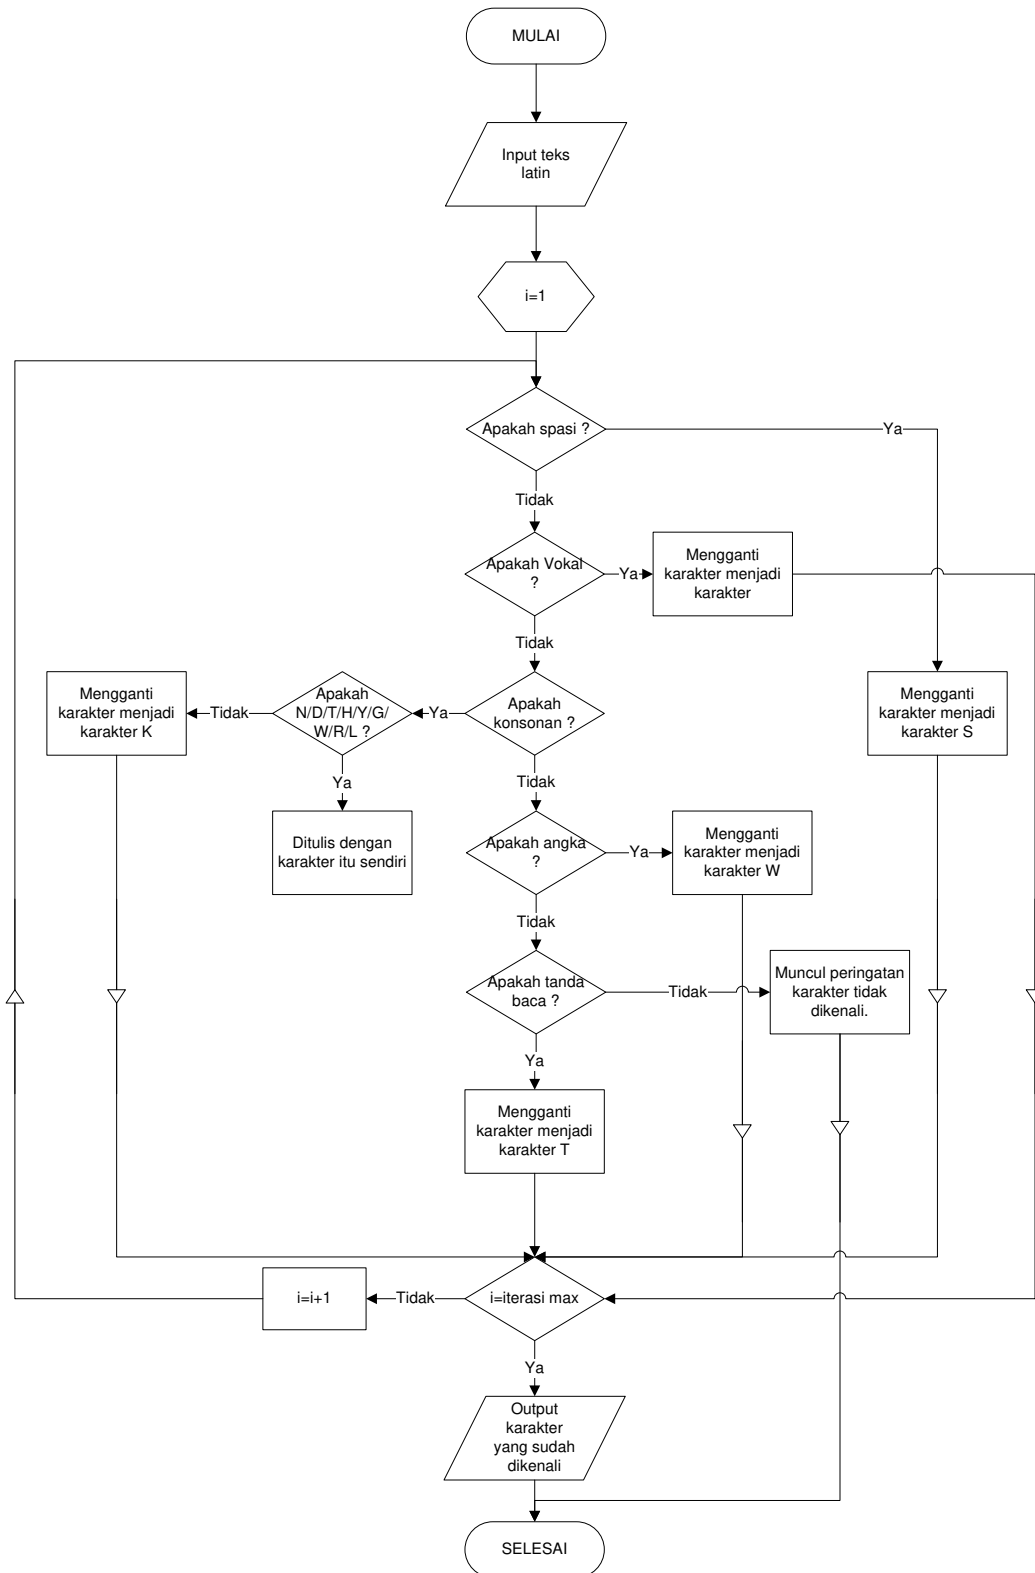 MULAI
Input teks
latin
i=1
Apakah spasi ?
Ya
Tidak
Apakah Vokal
?
Ya
Mengganti
karakter menjadi
karakter
Tidak
Mengganti
karakter menjadi
karakter K
Tidak
Apakah
N/D/T/H/Y/G/
W/R/L ?
Ya
Apakah
konsonan ?
Mengganti
karakter menjadi
karakter S
Ya
Tidak
Ditulis dengan
karakter itu sendiri
Apakah angka
?
Ya
Mengganti
karakter menjadi
karakter W
Tidak
Apakah tanda
baca ?
Tidak
Muncul peringatan
karakter tidak
dikenali.
Ya
Mengganti
karakter menjadi
karakter T
i=i+1
Tidak
i=iterasi max
Ya
Output
karakter
yang sudah
dikenali
SELESAI